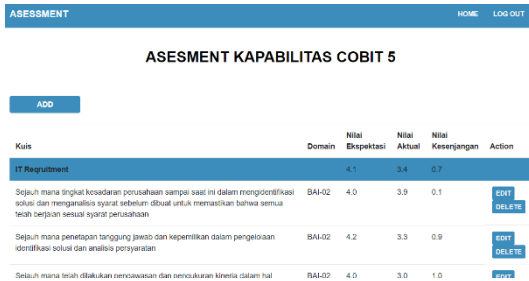 ASESSMENT HOME LOG OUT
ASESMENT KAPABILITAS COBIT 5
ADD
Kuis Domain Nilai Ekspektasi Nilai Aktual Nilai Kesenjangan Action
IT Reqruitment 4.1 3.4 0.7
Sejauh mana tingkat kesadaran perusahaan sampai saat ini dalam mengidentifikasi BAI-02 4.0 3.9 0.1 EDIT
solusi dan menganalisis syarat sebelum dibuat untuk memastikan bahwa semua DELETE
telah berjalan sesuai syarat perusahaan
Sejauh mana penetapan tanggung jawab dan kepemilikan dalam pengelolaan BAI-02 4.2 3.3 0.9 EDIT
identifikasi solusi dan analisis persyaratan DELETE
Sejauh mana telah dilakukan pengawasan dan pengukuran kinerja dalam hal BAI-02 4.0 3.0 1.0 EDIT